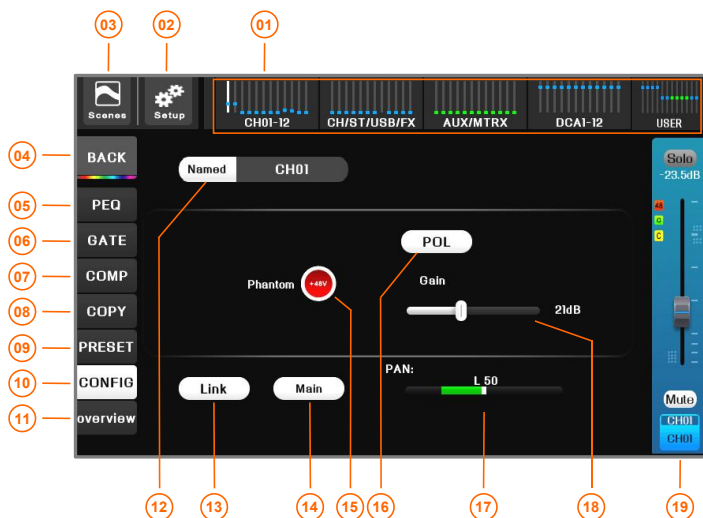 03
02
01
Scenes
Setup
CH01-12
CH/ST/USB/FX
AUX/MTRX
DCA1-12
USER
04
BACK
Named
CH01
Solo
-23.5dB
05
PEQ
48
G
C
06
GATE
POL
07
COMP
Phantom
+48V
Gain
08
COPY
21dB
09
PRESET
10
CONFIG
PAN:
L 50
Link
Main
Mute
11
overview
CH01
CH01
12
13
14
15
16
17
18
19